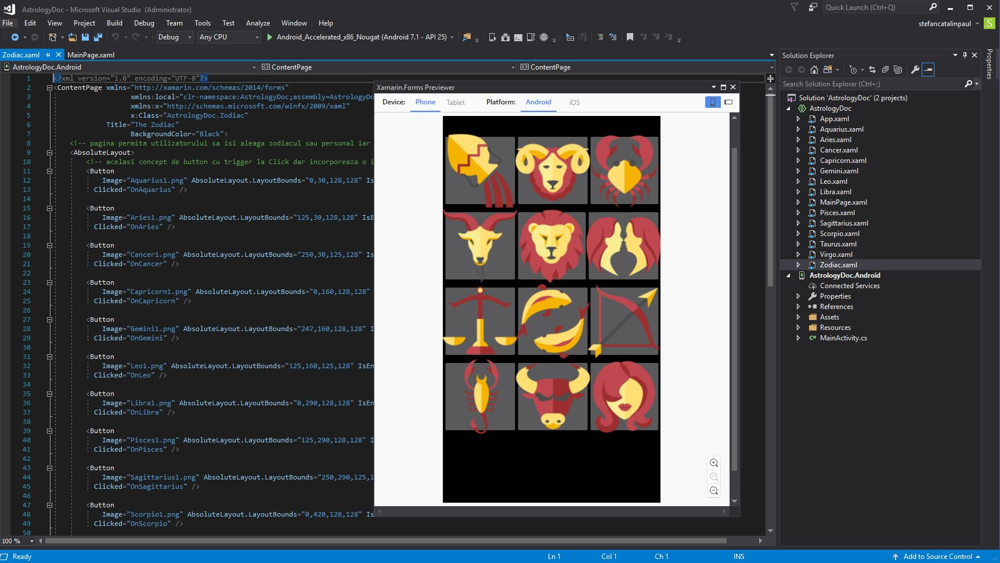 AstrologyDoc - Microsoft Visual Studio (Administrator)
Quick Launch (Ctrl+Q)
File Edit View Project Build Debug Team Tools Test Analyze Window Help
stefancatalinpaul S
Debug Any CPU Android_Accelerated_x86_Nougat (Android 7.1 - API 25)
Zodiac.xaml MainPage.xaml
AstrologyDoc.Android ContentPage ContentPage
1 <?xml version="1.0" encoding="UTF-8"?>
2 <ContentPage xmlns="http://xamarin.com/schemas/2014/forms"
3 xmlns:local="clr-namespace:AstrologyDoc;assembly=AstrologyDo
4 xmlns:x="http://schemas.microsoft.com/winfx/2009/xaml"
5 x:Class="AstrologyDoc.Zodiac"
6 Title="The Zodiac"
7 BackgroundColor="Black">
8 <!-- pagina permita utilizatorului sa isi aleaga zodiacul sau personal iar
9 <AbsoluteLayout>
10 <!-- acelasi concept de button cu trigger la Click dar incorporeaza o i
11 <Button
12 Image="Aquarius1.png" AbsoluteLayout.LayoutBounds="0,30,128,128" Is
13 Clicked="OnAquarius" />
14
15 <Button
16 Image="Aries1.png" AbsoluteLayout.LayoutBounds="125,30,128,128" IsE
17 Clicked="OnAries" />
18
19 <Button
20 Image="Cancer1.png" AbsoluteLayout.LayoutBounds="250,30,125,128" Is
21 Clicked="OnCancer" />
22
23 <Button
24 Image="Capricorn1.png" AbsoluteLayout.LayoutBounds="0,160,128,128"
25 Clicked="OnCapricorn" />
26
27 <Button
28 Image="Gemini1.png" AbsoluteLayout.LayoutBounds="247,160,128,128" I
29 Clicked="OnGemini" />
30
31 <Button
32 Image="Leo1.png" AbsoluteLayout.LayoutBounds="125,160,125,128" IsEn
33 Clicked="OnLeo" />
34
35 <Button
36 Image="Libra1.png" AbsoluteLayout.LayoutBounds="0,290,128,128" IsEn
37 Clicked="OnLibra" />
38
39 <Button
40 Image="Pisces1.png" AbsoluteLayout.LayoutBounds="125,290,128,128" I
41 Clicked="OnPisces" />
42
43 <Button
44 Image="Sagittarius1.png" AbsoluteLayout.LayoutBounds="250,290,125,1
45 Clicked="OnSagittarius" />
46
47 <Button
48 Image="Scorpio1.png" AbsoluteLayout.LayoutBounds="0,420,128,128" Is
49 Clicked="OnScorpio" />
50
100 %
Xamarin.Forms Previewer
Device: Phone Tablet Platform: Android iOS
Solution Explorer
Search Solution Explorer (Ctrl+;)
Solution 'AstrologyDoc' (2 projects)
AstrologyDoc
App.xaml
Aquarius.xaml
Aries.xaml
Cancer.xaml
Capricorn.xaml
Gemini.xaml
Leo.xaml
Libra.xaml
MainPage.xaml
Pisces.xaml
Sagittarius.xaml
Scorpio.xaml
Taurus.xaml
Virgo.xaml
Zodiac.xaml
AstrologyDoc.Android
Connected Services
Properties
References
Assets
Resources
C# MainActivity.cs
Properties
Ready Ln 1 Col 1 Ch 1 INS Add to Source Control